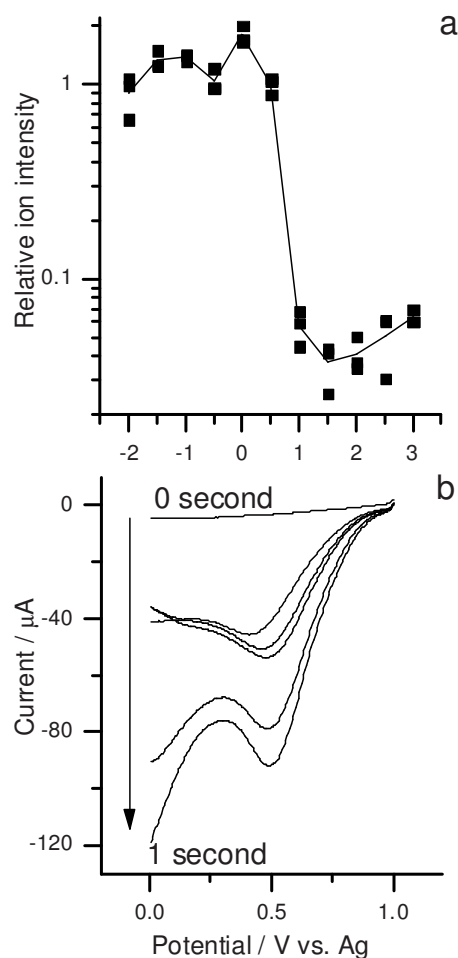 a
Relative ion intensity
1
0.1
-2 -1 0 1 2 3
b
Current / µA
0
-40
-80
-120
0 second
1 second
0.0 0.5 1.0
Potential / V vs. Ag